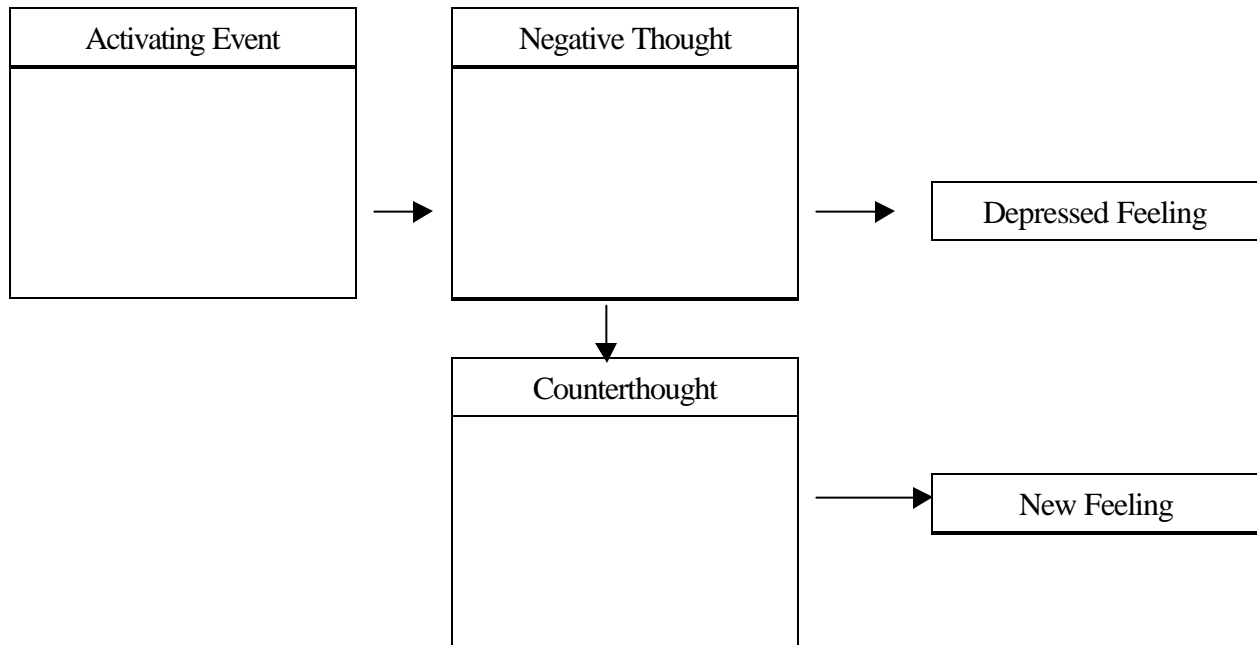 Activating Event
Negative Thought
Depressed Feeling
Counterthought
New Feeling